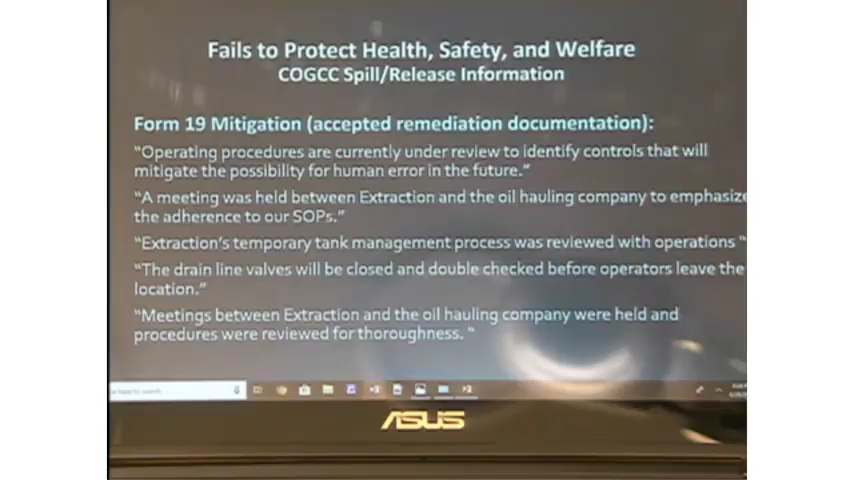 Fails to Protect Health, Safety, and Welfare
COGCC Spill/Release Information
Form 19 Mitigation (accepted remediation documentation):
"Operating procedures are currently under review to identify controls that will
mitigate the possibility for human error in the future."
"A meeting was held between Extraction and the oil hauling company to emphasize
the adherence to our SOPs."
"Extraction's temporary tank management process was reviewed with operations "
"The drain line valves will be closed and double checked before operators leave the
location."
"Meetings between Extraction and the oil hauling company were held and
procedures were reviewed for thoroughness. "
ASUS